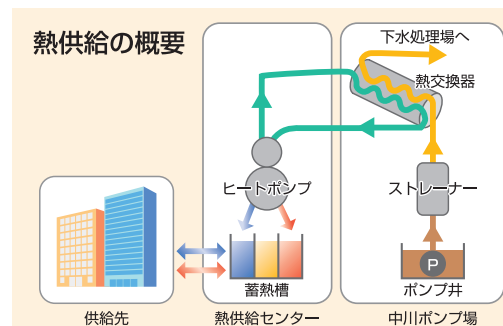 熱供給の概要
下水処理場へ
熱交換器
ヒートポンプ
ストレーナー
P
蓄熱槽
ポンプ井
供給先
熱供給センター
中川ポンプ場